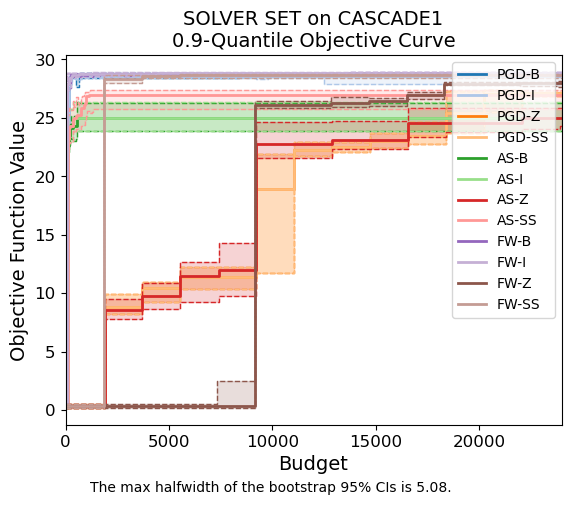 SOLVER SET on CASCADE1
0.9-Quantile Objective Curve
Objective Function Value
30
25
20
15
10
5
0
0
5000
10000
15000
20000
Budget
PGD-B
PGD-I
PGD-Z
PGD-SS
AS-B
AS-I
AS-Z
AS-SS
FW-B
FW-I
FW-Z
FW-SS
The max halfwidth of the bootstrap 95% CIs is 5.08.